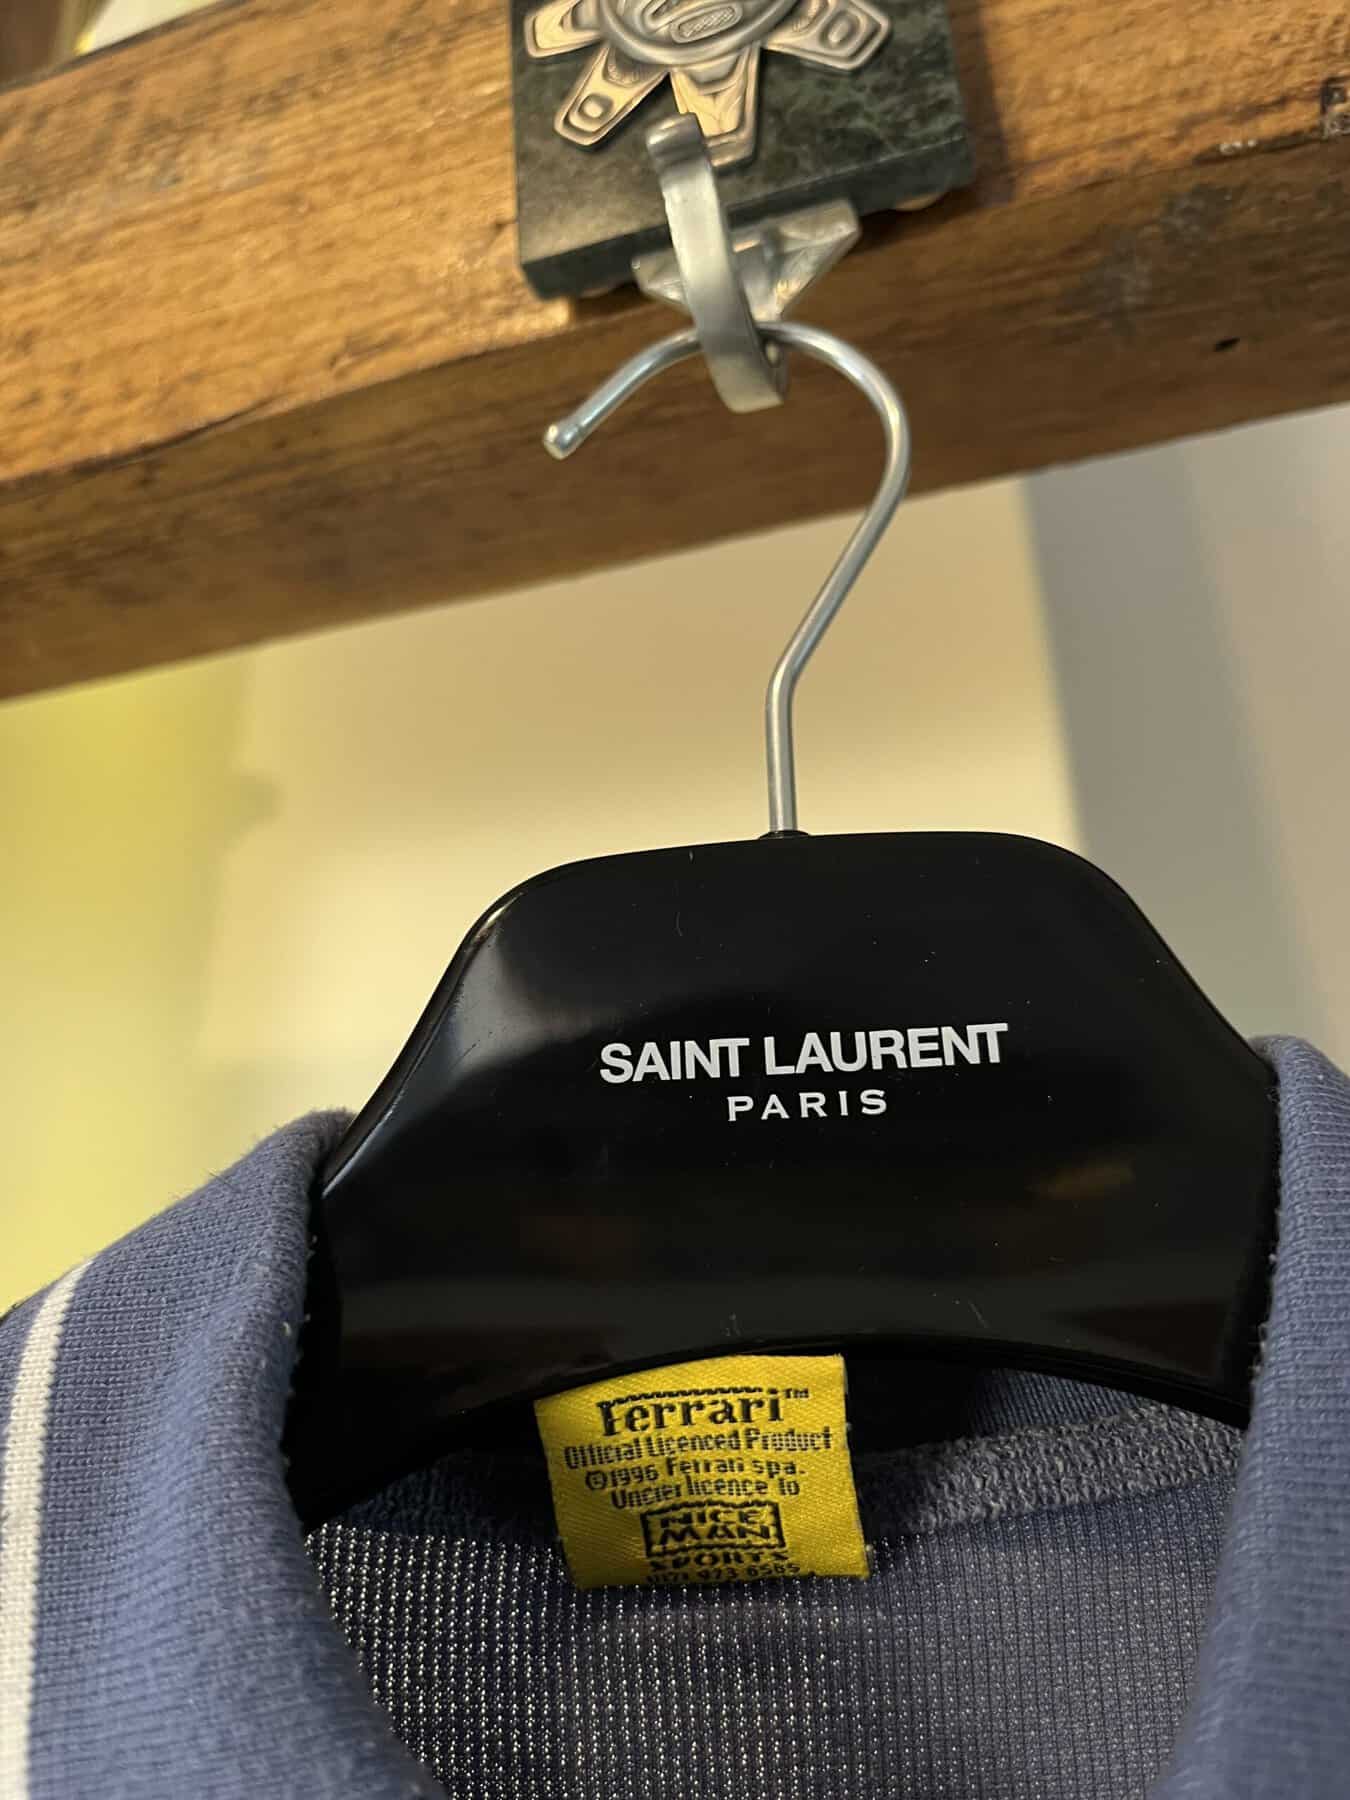 SAINT LAURENT
PARIS
Ferrari™
Official Licenced Product
©1996 Ferrari spa.
Under licence to
NICE
MAN
SPORTS